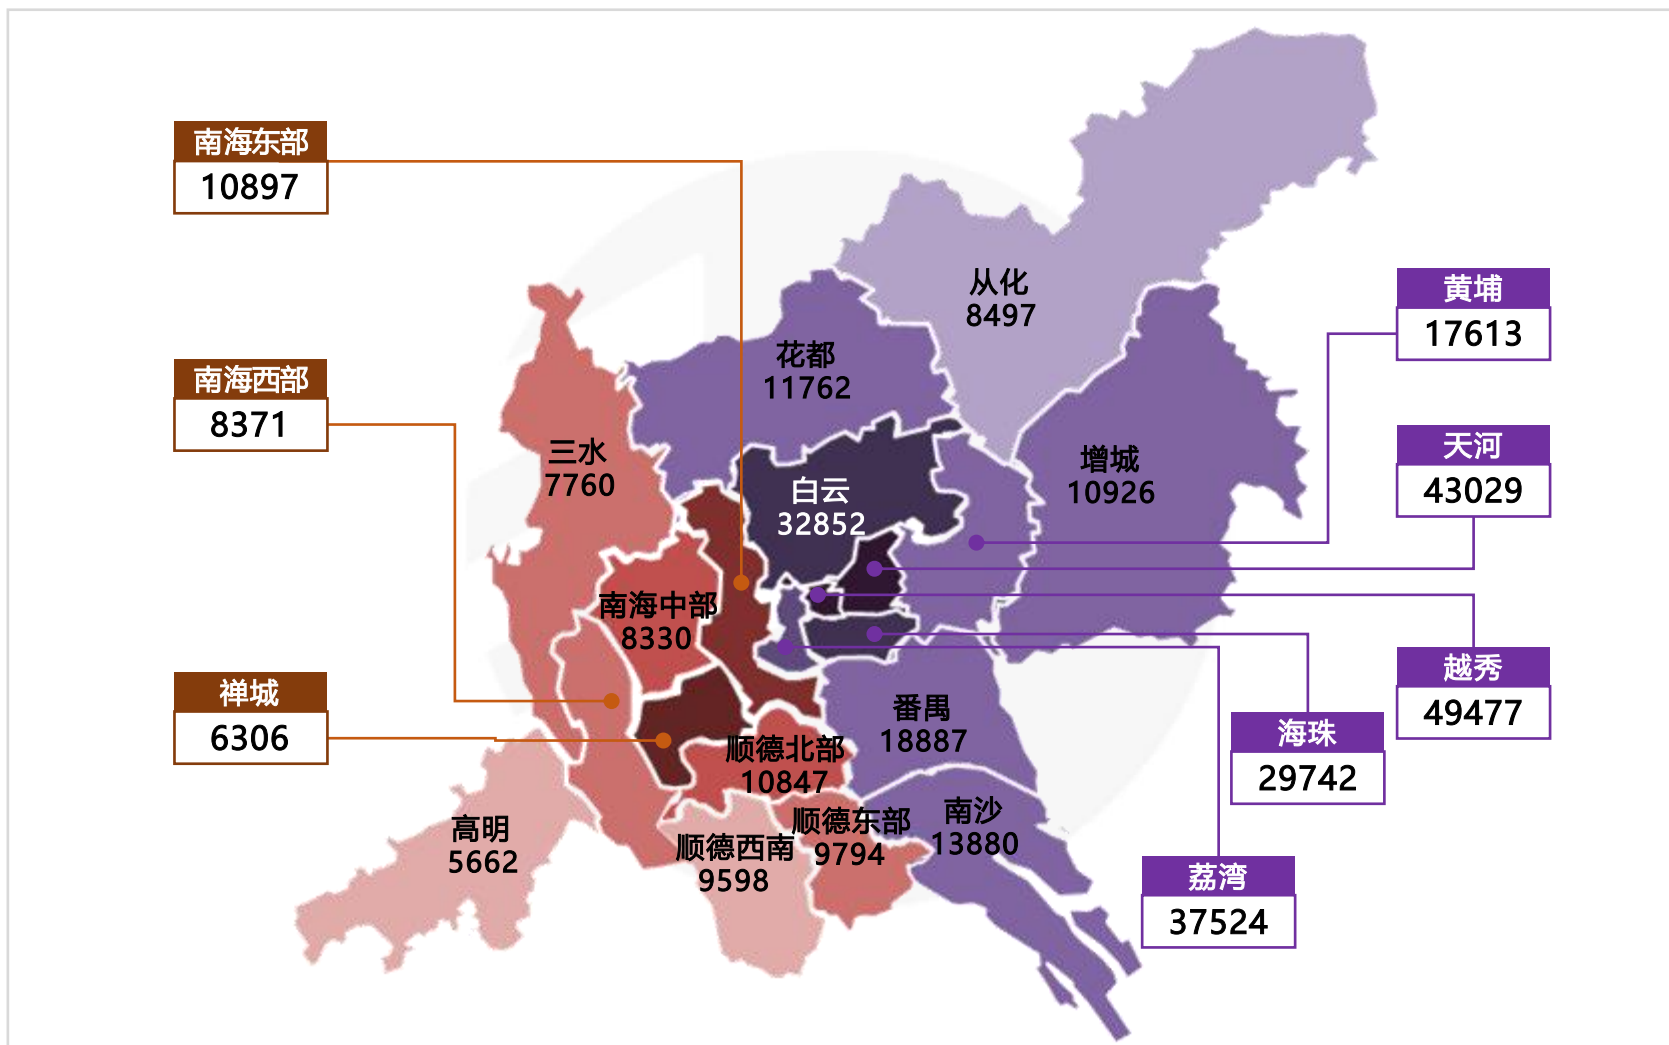 南海东部
10897
南海西部
8371
禅城
6306
从化
8497
花都
11762
三水
7760
增城
10926
白云
32852
南海中部
8330
番禺
18887
顺德北部
10847
南沙
13880
顺德东部
9794
顺德西南
9598
高明
5662
黄埔
17613
天河
43029
越秀
49477
海珠
29742
荔湾
37524